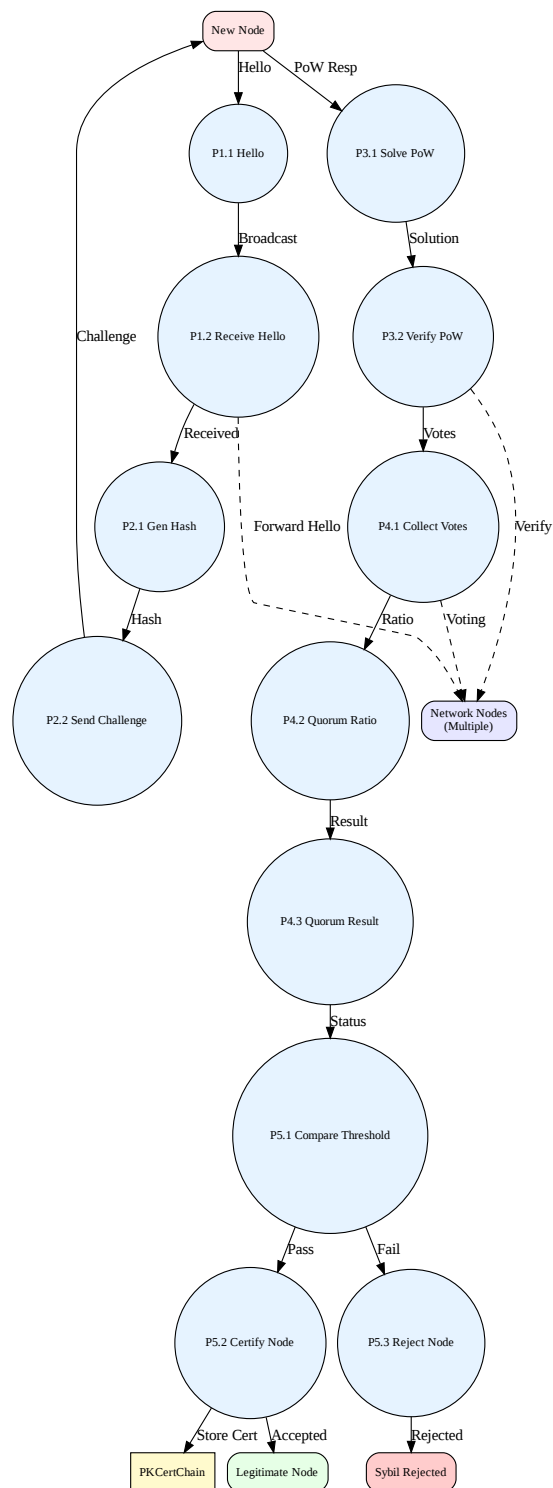 New Node
Hello
PoW Resp
P1.1 Hello
P3.1 Solve PoW
Broadcast
Solution
Challenge
P1.2 Receive Hello
P3.2 Verify PoW
Received
Votes
P2.1 Gen Hash
Forward Hello
P4.1 Collect Votes
Verify
Hash
Ratio
Voting
P2.2 Send Challenge
P4.2 Quorum Ratio
Network Nodes
(Multiple)
Result
P4.3 Quorum Result
Status
P5.1 Compare Threshold
Pass
Fail
P5.2 Certify Node
P5.3 Reject Node
Store Cert
Accepted
Rejected
PKCertChain
Legitimate Node
Sybil Rejected